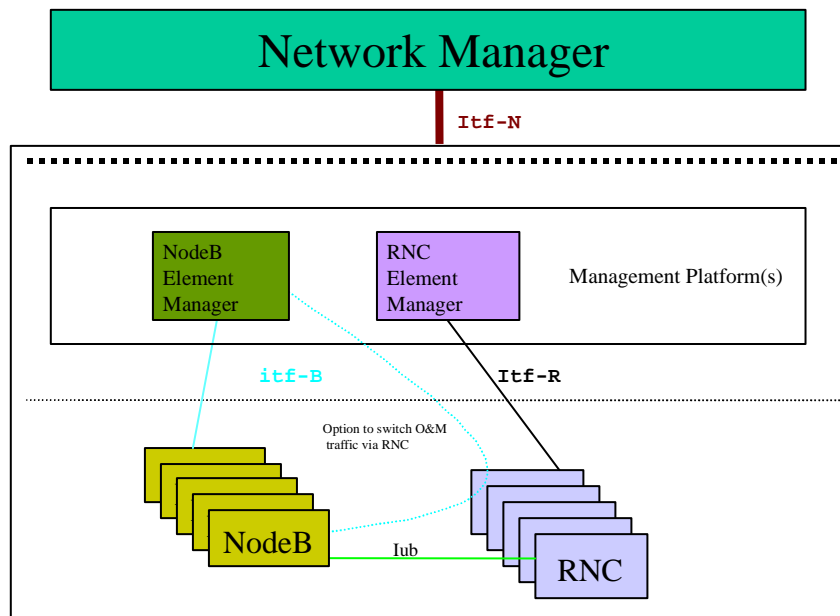 Network Manager
Itf-N
NodeB
Element
Manager
RNC
Element
Manager
Management Platform(s)
itf-B
Itf-R
Option to switch O&M
traffic via RNC
NodeB
Iub
RNC